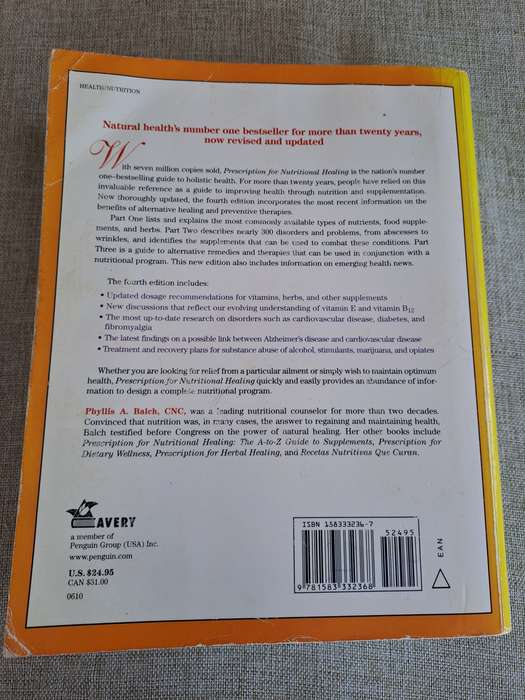 HEALTH/NUTRITION
Natural health's number one bestseller for more than twenty years,
now revised and updated
With seven million copies sold, Prescription for Nutritional Healing is the nation's number
one-bestselling guide to holistic health. For more than twenty years, people have relied on this
invaluable reference as a guide to improving health through nutrition and supplementation.
Now thoroughly updated, the fourth edition incorporates the most recent information on the
benefits of alternative healing and preventive therapies.
Part One lists and explains the most commonly available types of nutrients, food supple-
ments, and herbs. Part Two describes nearly 300 disorders and problems, from abscesses to
wrinkles, and identifies the supplements that can be used to combat these conditions. Part
Three is a guide to alternative remedies and therapies that can be used in conjunction with a
nutritional program. This new edition also includes information on emerging health news.
The fourth edition includes:
• Updated dosage recommendations for vitamins, herbs, and other supplements
• New discussions that reflect our evolving understanding of vitamin E and vitamin B12
• The most up-to-date research on disorders such as cardiovascular disease, diabetes, and
fibromyalgia
• The latest findings on a possible link between Alzheimer's disease and cardiovascular disease
• Treatment and recovery plans for substance abuse of alcohol, stimulants, marijuana, and opiates
Whether you are looking for relief from a particular ailment or simply wish to maintain optimum
health, Prescription for Nutritional Healing quickly and easily provides an abundance of infor-
mation to design a complete nutritional program.
Phyllis A. Balch, CNC, was a leading nutritional counselor for more than two decades.
Convinced that nutrition was, in many cases, the answer to regaining and maintaining health,
Balch testified before Congress on the power of natural healing. Her other books include
Prescription for Nutritional Healing: The A-to-Z Guide to Supplements, Prescription for
Dietary Wellness, Prescription for Herbal Healing, and Recetas Nutritivas Que Curan.
AVERY
a member of
Penguin Group (USA) Inc.
www.penguin.com
U.S. $24.95
CAN $31.00
0610
ISBN 158333236-7
52495
9 781583 332368
EAN